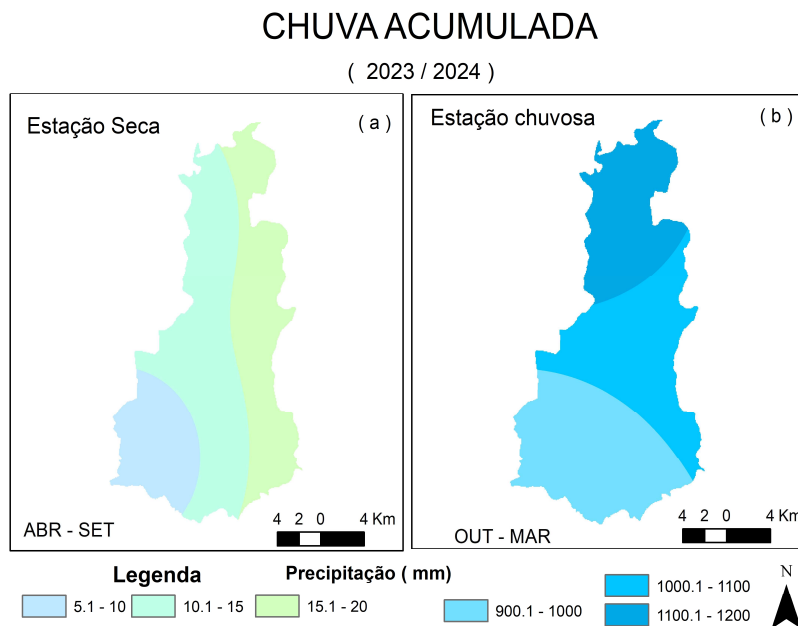 CHUVA ACUMULADA
( 2023 / 2024 )
Estação Seca
( a )
ABR - SET
4 2 0 4 Km
Estação chuvosa
( b )
OUT - MAR
4 2 0 4 Km
Legenda
Precipitação ( mm)
5.1 - 10
10.1 - 15
15.1 - 20
900.1 - 1000
1000.1 - 1100
1100.1 - 1200
N